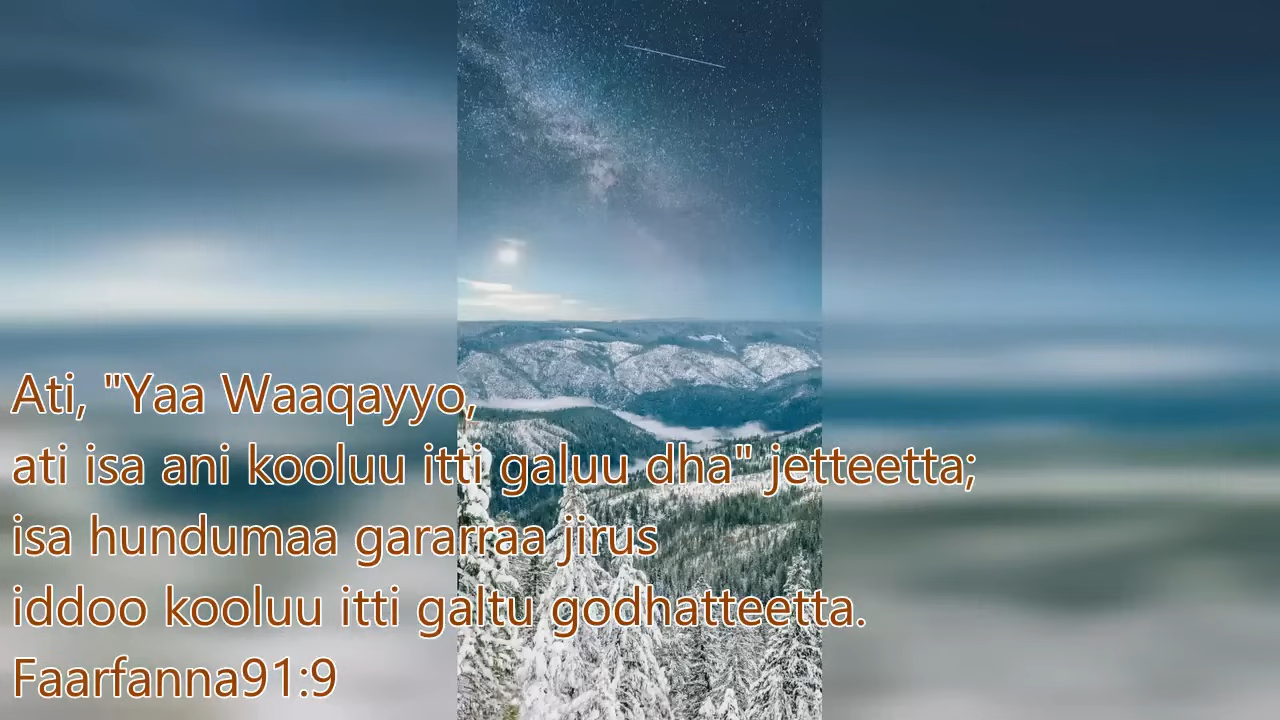 Ati, "Yaa Waaqayyo,
ati isa ani kooluu itti galuu dha" jetteetta;
isa hundumaa gararraa jirus
iddoo kooluu itti galtu godhatteetta.
Faarfanna91:9